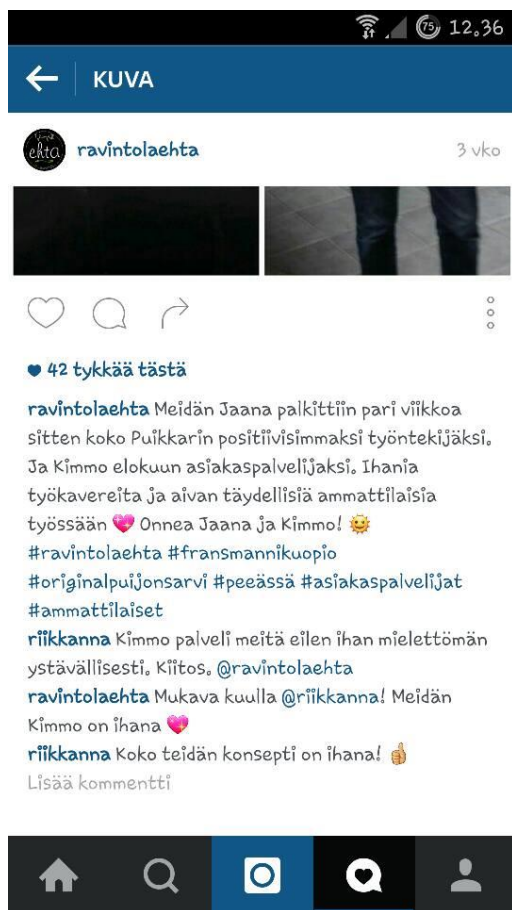 75 12.36
KUVA
ehta ravintolaehta 3 vko
42 tykkää tästä
ravintolaehta Meidän Jaana palkittiin pari viikkoa
sitten koko Puikkarin positiivisimmaksi työntekijäksi.
Ja Kimmo elokuun asiakaspalvelijaksi. Ihania
työkavereita ja aivan täydellisiä ammattilaisia
työssään 💖 Onnea Jaana ja Kimmo! 🌞
#ravintolaehta #fransmannikuopio
#originalpuijonsarvi #peeässä #asiakaspalvelijat
#ammattilaiset
riikkanna Kimmo palveli meitä eilen ihan mielettömän
ystävällisesti. Kiitos. @ravintolaehta
ravintolaehta Mukava kuulla @riikkanna! Meidän
Kimmo on ihana 💖
riikkanna Koko teidän konsepti on ihana! 👍
Lisää kommentti